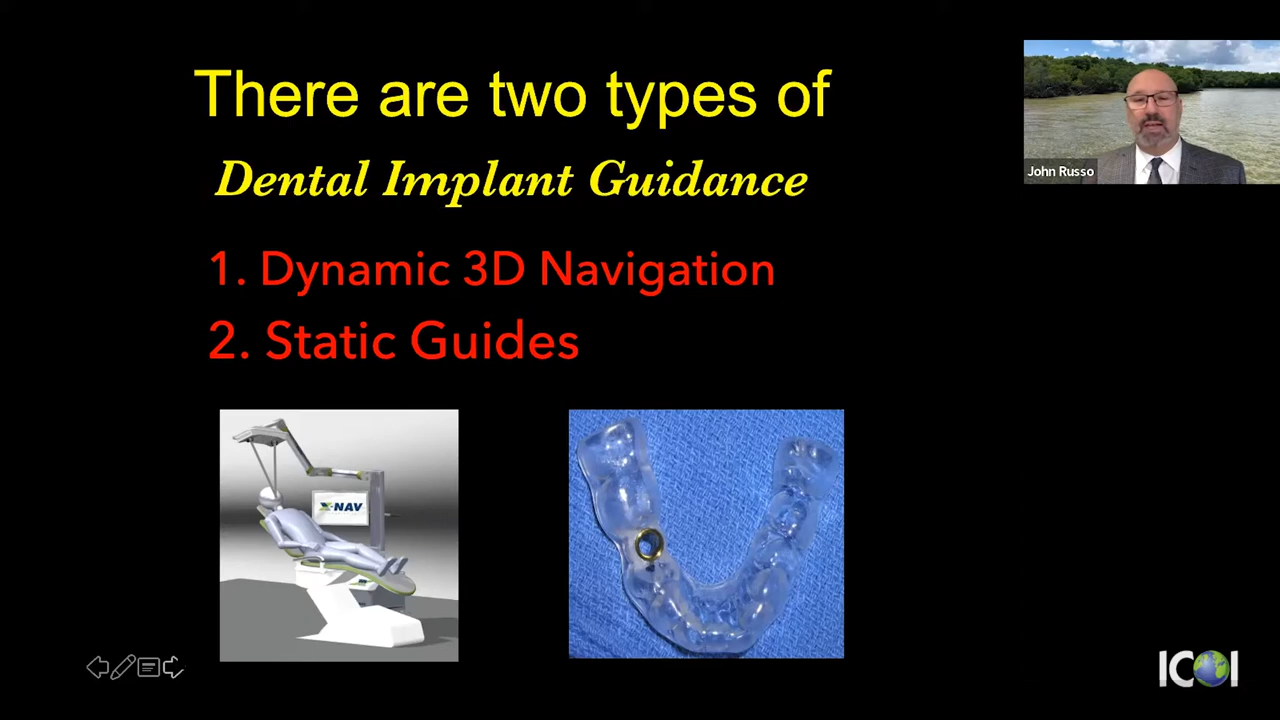 There are two types of
Dental Implant Guidance
1. Dynamic 3D Navigation
2. Static Guides
John Russo
X-NAV
ICOI